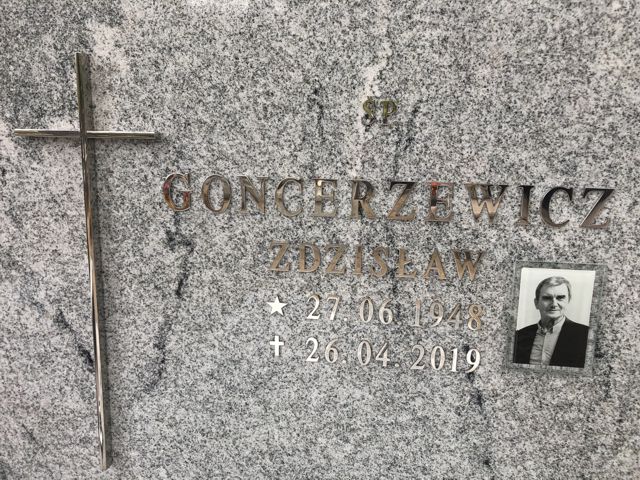 ŚP
GONCERZEWICZ
ZDZISŁAW
★ 27.06.1948
✝ 26.04.2019